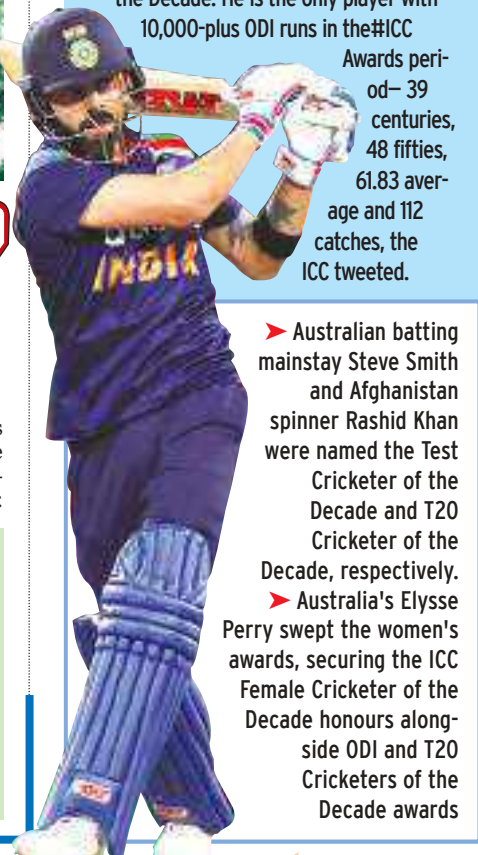 the Decade. He is the only player with
10,000-plus ODI runs in the#ICC
Awards peri-
od– 39
centuries,
48 fifties,
61.83 aver-
age and 112
catches, the
ICC tweeted.
INDIA
➤ Australian batting
mainstay Steve Smith
and Afghanistan
spinner Rashid Khan
were named the Test
Cricketer of the
Decade and T20
Cricketer of the
Decade, respectively.
➤ Australia's Elysse
Perry swept the women's
awards, securing the ICC
Female Cricketer of the
Decade honours along-
side ODI and T20
Cricketers of the
Decade awards